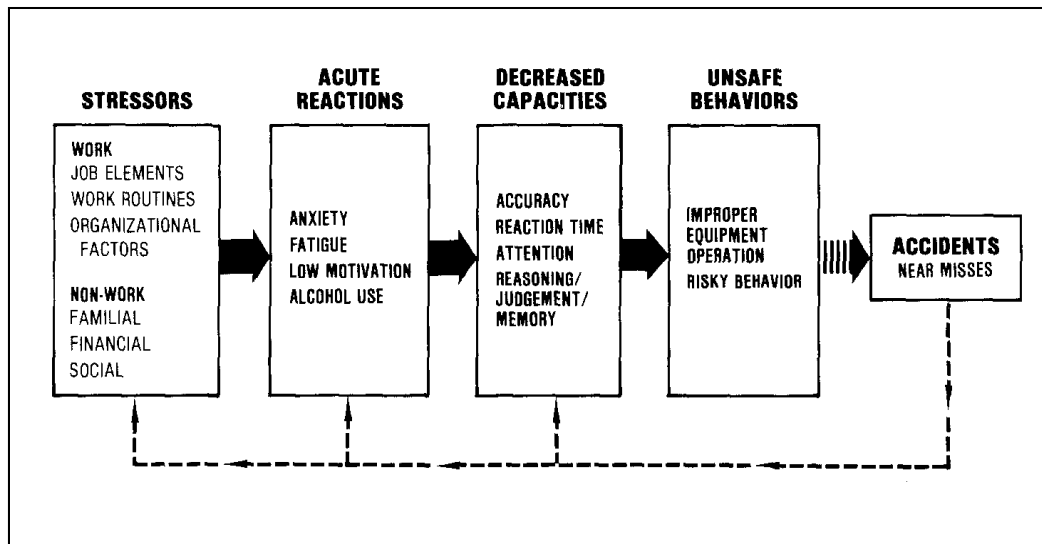 STRESSORS
WORK
JOB ELEMENTS
WORK ROUTINES
ORGANIZATIONAL
FACTORS
NON-WORK
FAMILIAL
FINANCIAL
SOCIAL
ACUTE
REACTIONS
ANXIETY
FATIGUE
LOW MOTIVATION
ALCOHOL USE
DECREASED
CAPACITIES
ACCURACY
REACTION TIME
ATTENTION
REASONING/
JUDGEMENT/
MEMORY
UNSAFE
BEHAVIORS
IMPROPER
EQUIPMENT
OPERATION
RISKY BEHAVIOR
ACCIDENTS
NEAR MISSES